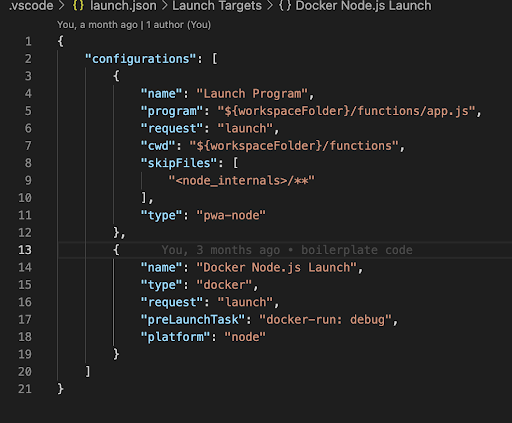 .vscode > {} launch.json > Launch Targets > {} Docker Node.js Launch
You, a month ago | 1 author (You)
1 {
2     "configurations": [
3         {
4             "name": "Launch Program",
5             "program": "${workspaceFolder}/functions/app.js",
6             "request": "launch",
7             "cwd": "${workspaceFolder}/functions",
8             "skipFiles": [
9                 "<node_internals>/**"
10             ],
11             "type": "pwa-node"
12         },
13         {     You, 3 months ago • boilerplate code
14             "name": "Docker Node.js Launch",
15             "type": "docker",
16             "request": "launch",
17             "preLaunchTask": "docker-run: debug",
18             "platform": "node"
19         }
20     ]
21 }